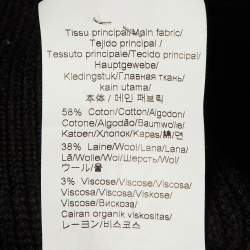 Tissu principal/Main fabric/
Tejido principal /
Tessuto principale/Tecido principal/
Hauptgewebe/
Kledingstuk/Главная ткань/
kain utama/
本体 / 메인 패브릭
58% Coton/Cotton/Algodon/
Cotone/Algodão/Baumwolle/
Katoen/Хлопок/Kapas/綿/면
38% Laine/Wool/Lana/Lana/
Lã/Wolle/Wol/Шерсть/Wol/
ウール/울
3% Viscose/Viscose/Viscosa/
Viscosa/Viscose/Viskose/
Viscose/Вискоза/
Cairan organik viskositas/
レーヨン/비스코스